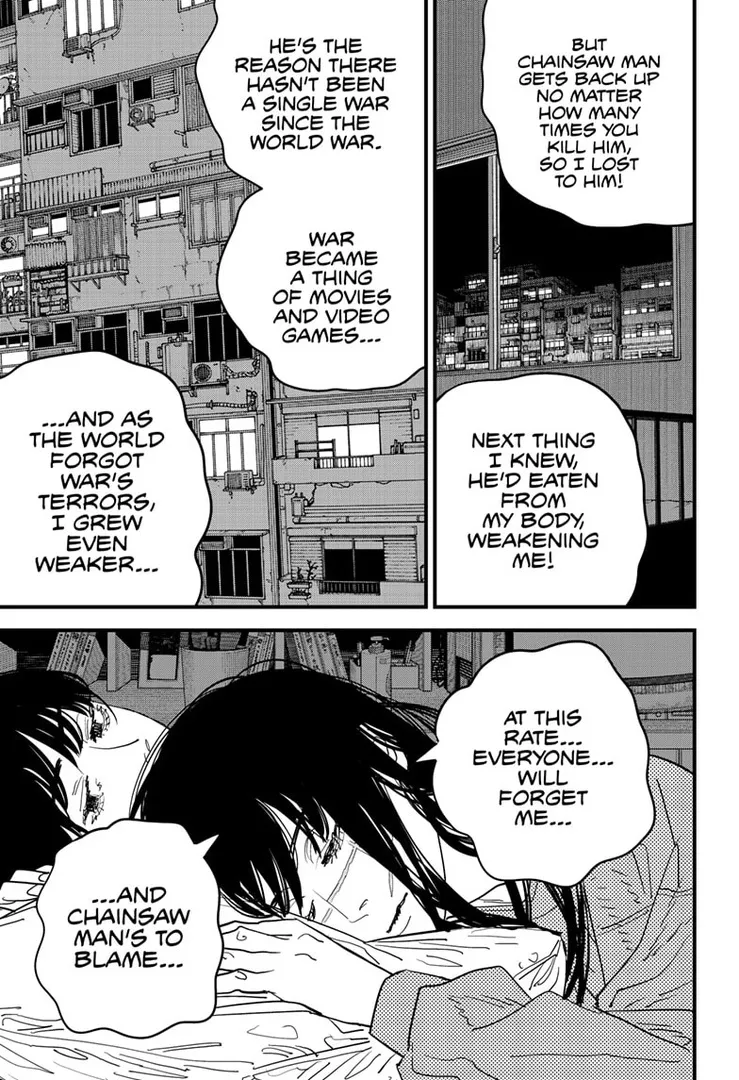 BUT
CHAINSAW MAN
GETS BACK UP
NO MATTER
HOW MANY
TIMES YOU
KILL HIM,
SO I LOST
TO HIM!
NEXT THING
I KNEW,
HE'D EATEN
FROM
MY BODY,
WEAKENING
ME!
HE'S THE
REASON THERE
HASN'T BEEN
A SINGLE WAR
SINCE THE
WORLD WAR.
WAR
BECAME
A THING
OF MOVIES
AND VIDEO
GAMES...
...AND AS
THE WORLD
FORGOT
WAR'S
TERRORS,
I GREW
EVEN
WEAKER...
AT THIS
RATE...
EVERYONE...
WILL
FORGET
ME...
...AND
CHAINSAW
MAN'S TO
BLAME...